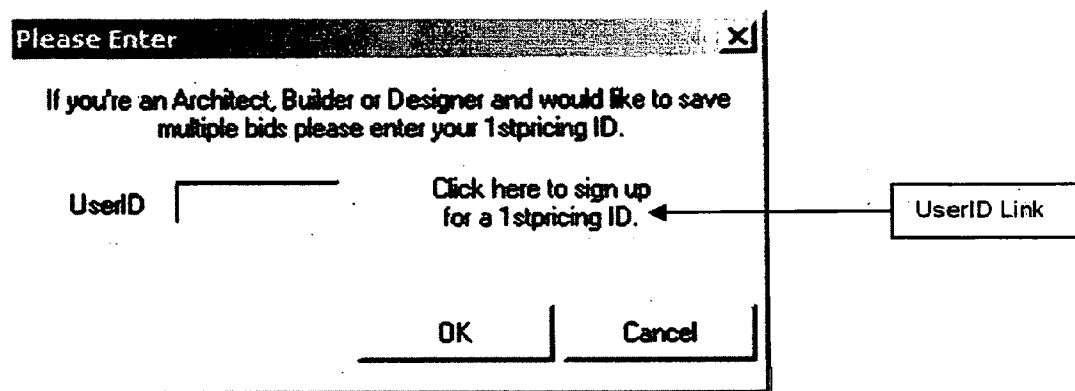 Please Enter
If you're an Architect, Builder or Designer and would like to save
multiple bids please enter your 1stpricing ID.
UserID
Click here to sign up
for a 1stpricing ID.
UserID Link
OK
Cancel